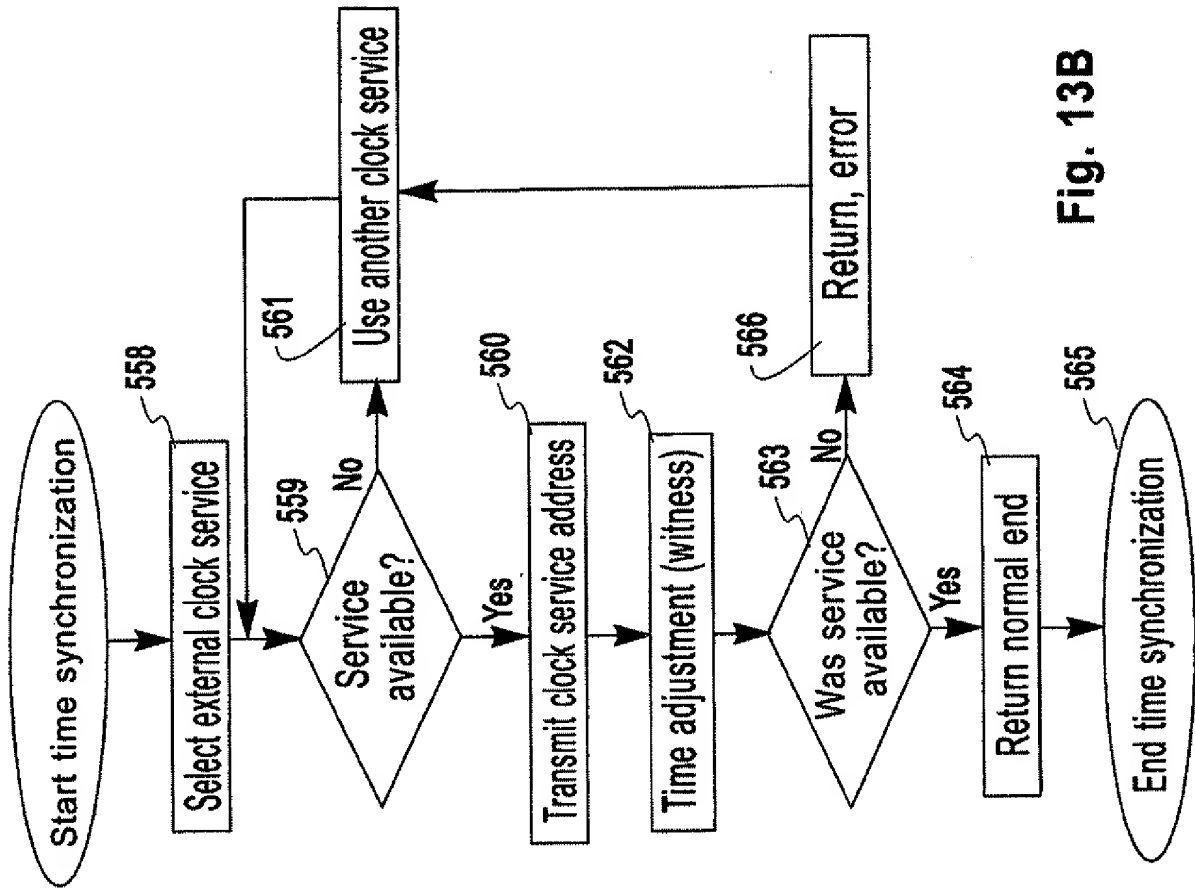 Start time synchronization
558
Select external clock service
559
Service
available?
No
561
Use another clock service
Yes
560
Transmit clock service address
562
Time adjustment (witness)
563
Was service
available?
No
566
Return, error
Yes
564
Return normal end
565
End time synchronization
Fig. 13B